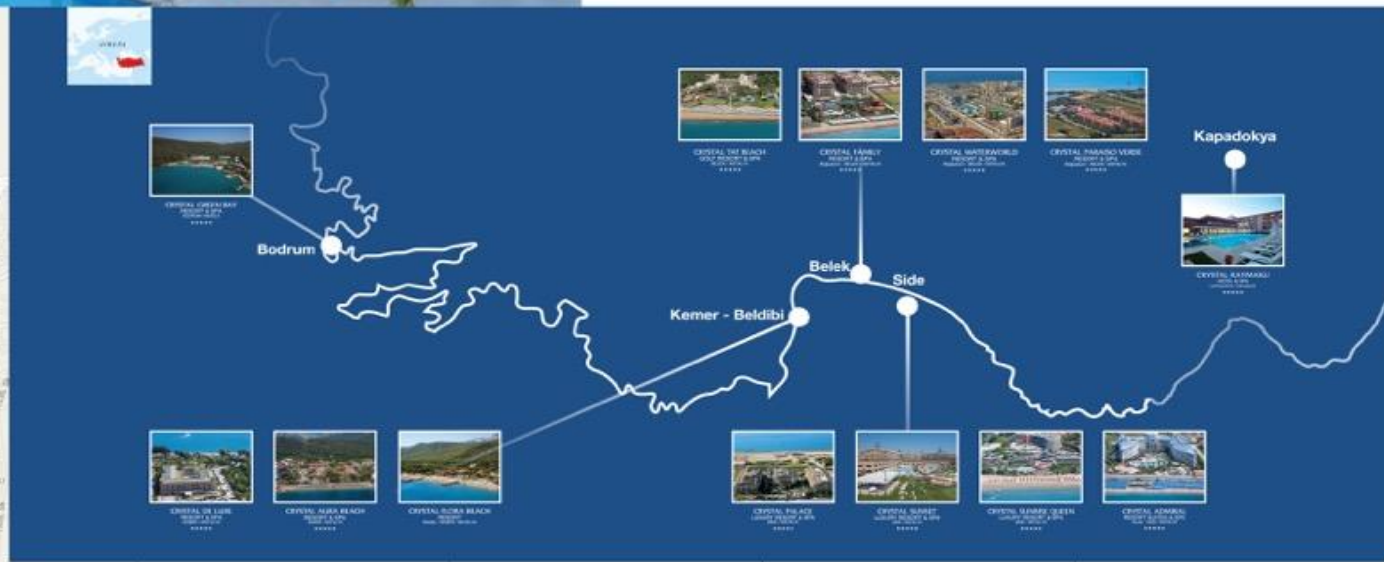 CRYSTAL GREEN BAY
RESORT & SPA
Bodrum
CRYSTAL TAT BEACH
GOLF RESORT & SPA
CRYSTAL FAMILY
RESORT & SPA
CRYSTAL WATERWORLD
RESORT & SPA
CRYSTAL PARAISO VERDE
RESORT & SPA
Kapadokya
CRYSTAL KAYMAKLI
Belek
Side
Kemer - Beldibi
CRYSTAL DE LUXE
RESORT & SPA
CRYSTAL AURA BEACH
RESORT & SPA
CRYSTAL FLORA BEACH
RESORT
CRYSTAL PALACE
LUXURY RESORT & SPA
CRYSTAL SUNSET
LUXURY RESORT & SPA
CRYSTAL SUNRISE QUEEN
LUXURY RESORT & SPA
CRYSTAL ADMIRAL
RESORT SUITES & SPA